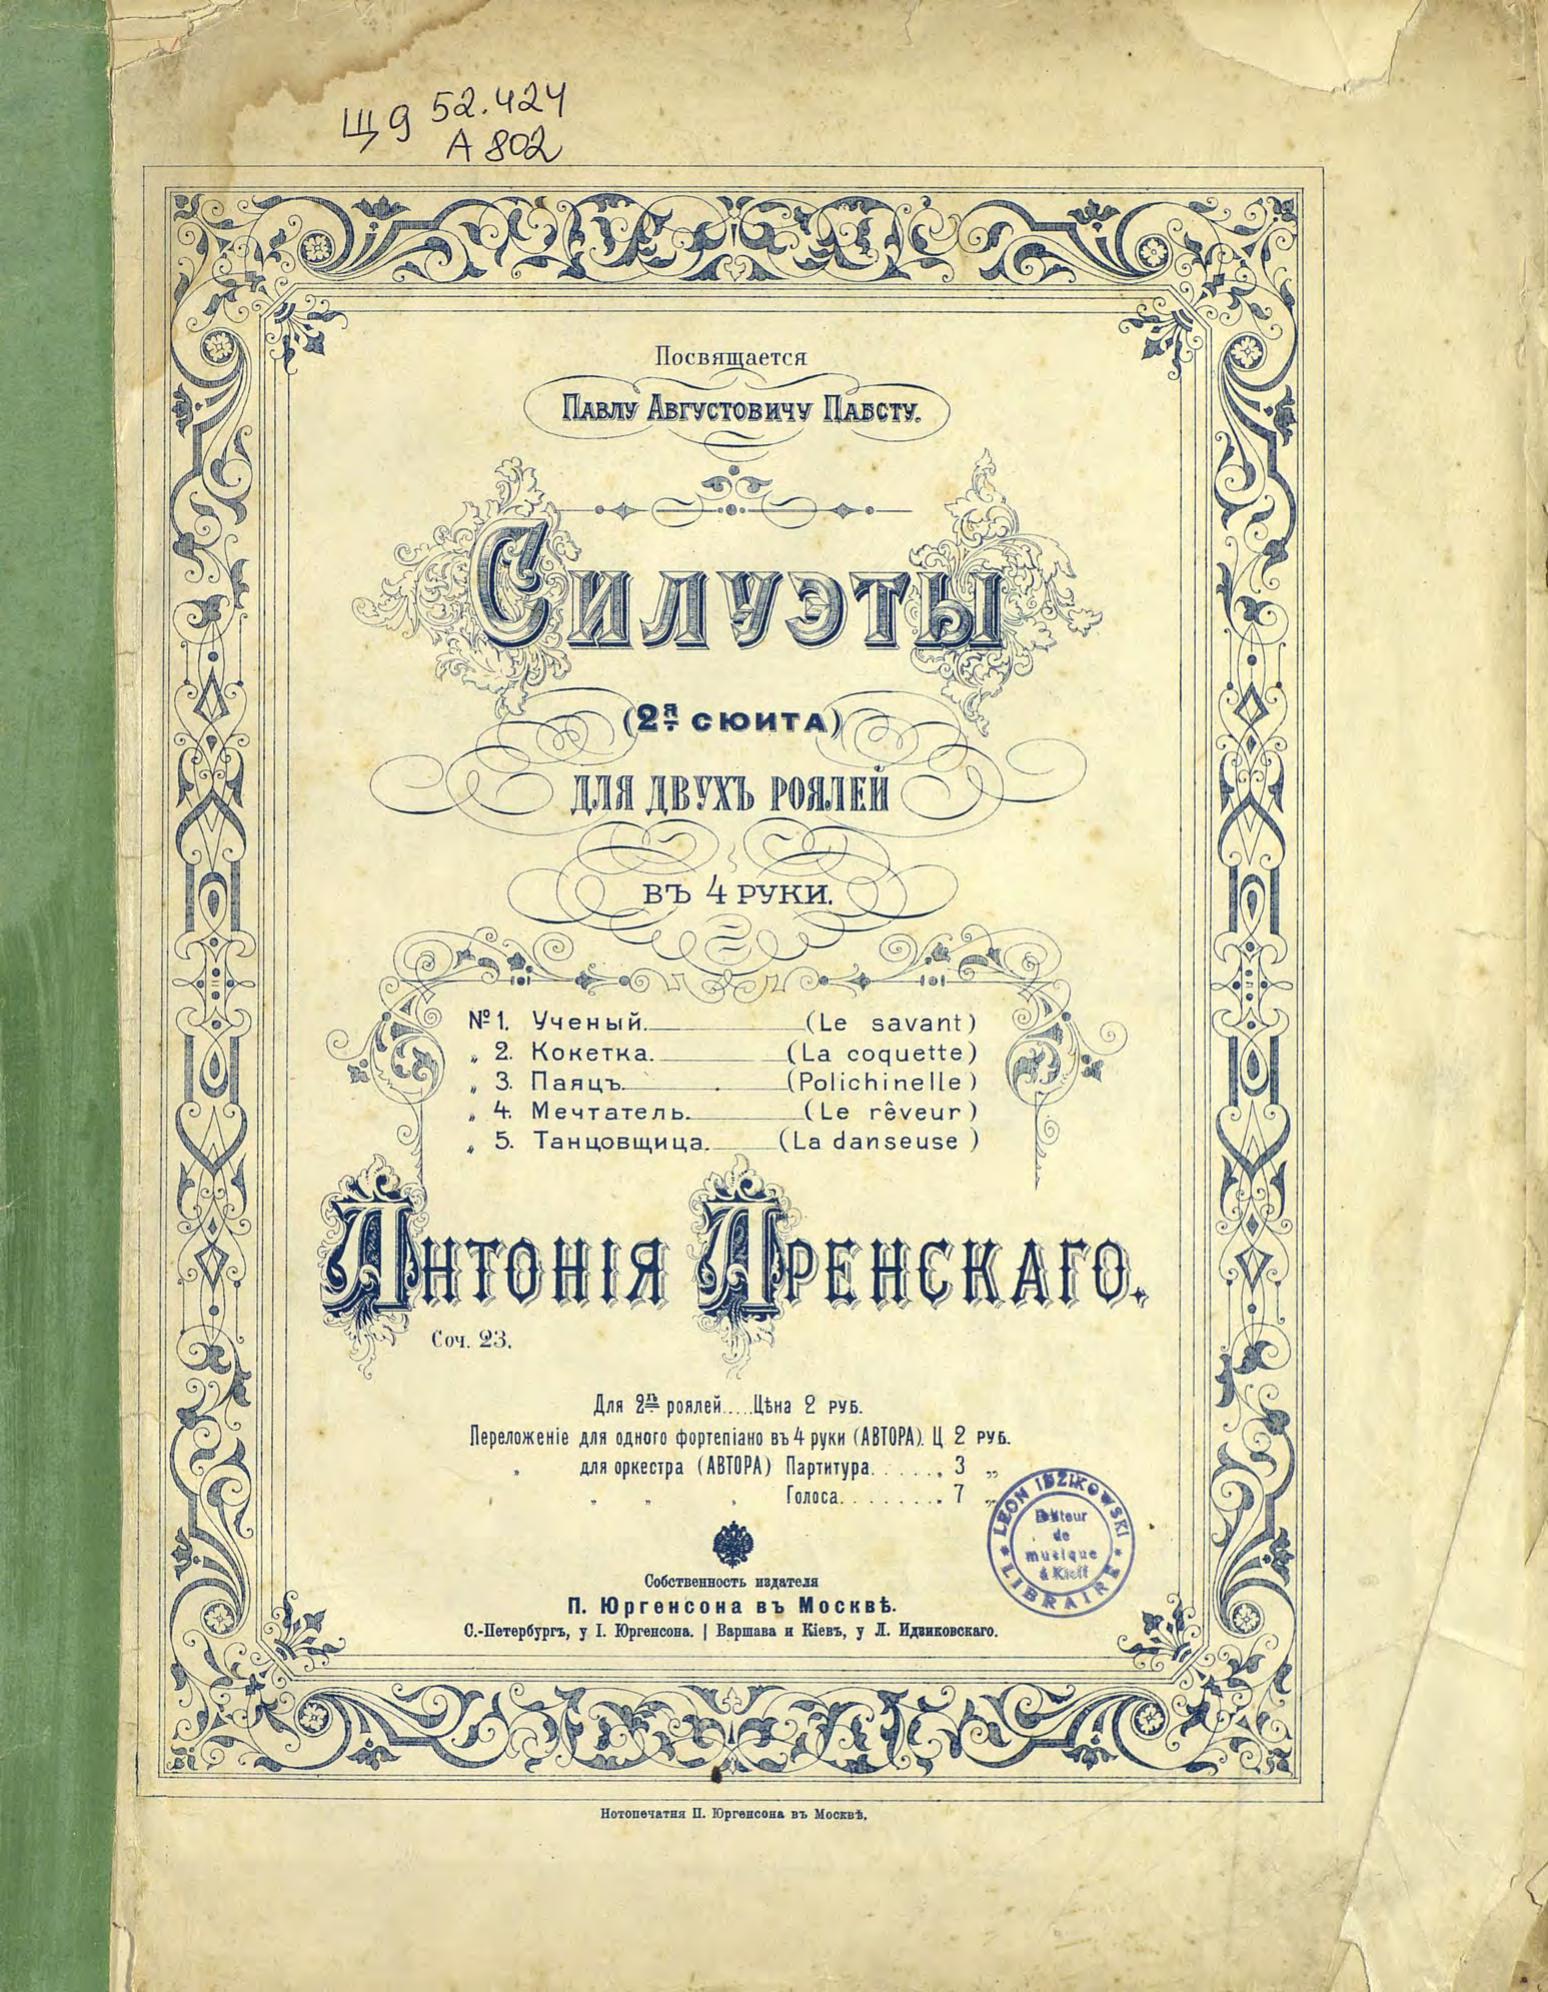 Щ9 52.424
А 802
Посвящается
Павлу Августовичу Пабсту.
Силуэты
(2я сюита)
для двухъ роялей
въ 4 руки.
№ 1. Ученый. (Le savant)
„ 2. Кокетка. (La coquette)
„ 3. Паяцъ. (Polichinelle)
„ 4. Мечтатель. (Le rêveur)
„ 5. Танцовщица. (La danseuse)
Антонія Аренскаго.
Соч. 23.
Для 2хъ роялей.....Цѣна 2 руб.
Переложеніе для одного фортепіано въ 4 руки (АВТОРА). Ц 2 руб.
„ для оркестра (АВТОРА) Партитура...... „ 3 „
„ „ „ Голоса........ „ 7 „
LEON IDZIKOWSKI
Editeur
de
musique
à Kieff
LIBRAIRE
Собственность издателя
П. Юргенсона въ Москвѣ.
С.-Петербургъ, у І. Юргенсона. | Варшава и Кіевъ, у Л. Идзиковскаго.
Нотопечатня П. Юргенсона въ Москвѣ.